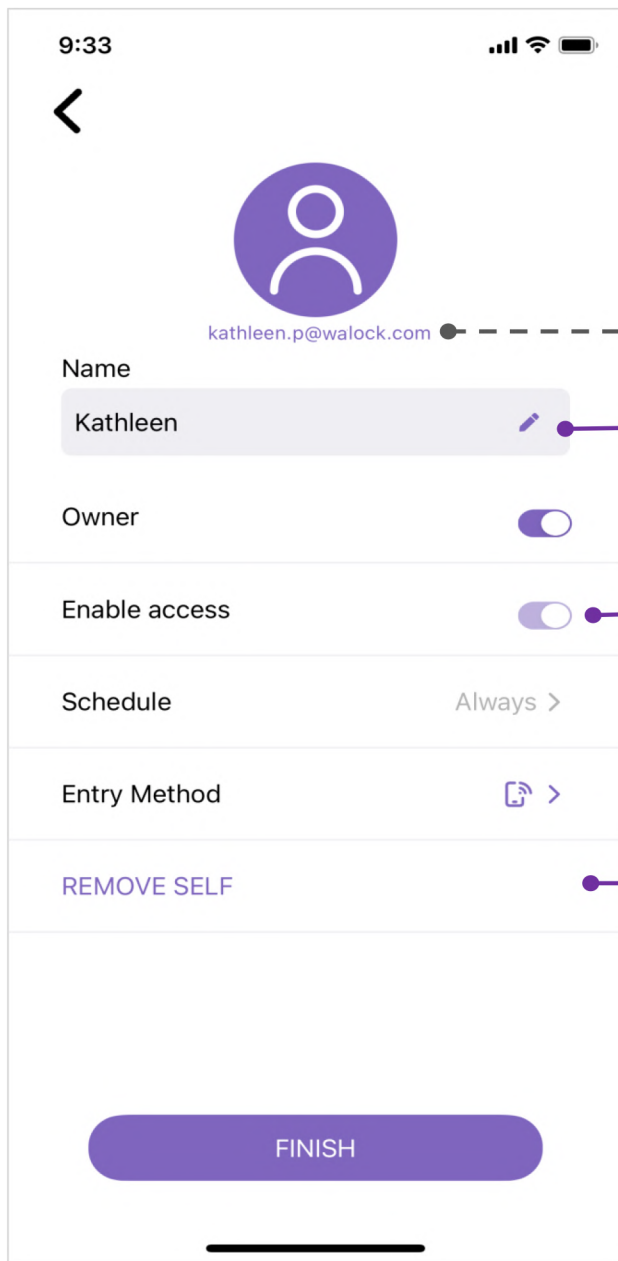 9:33
kathleen.p@walock.com
Name
Kathleen
Owner
Enable access
Schedule Always
Entry Method
REMOVE SELF
FINISH